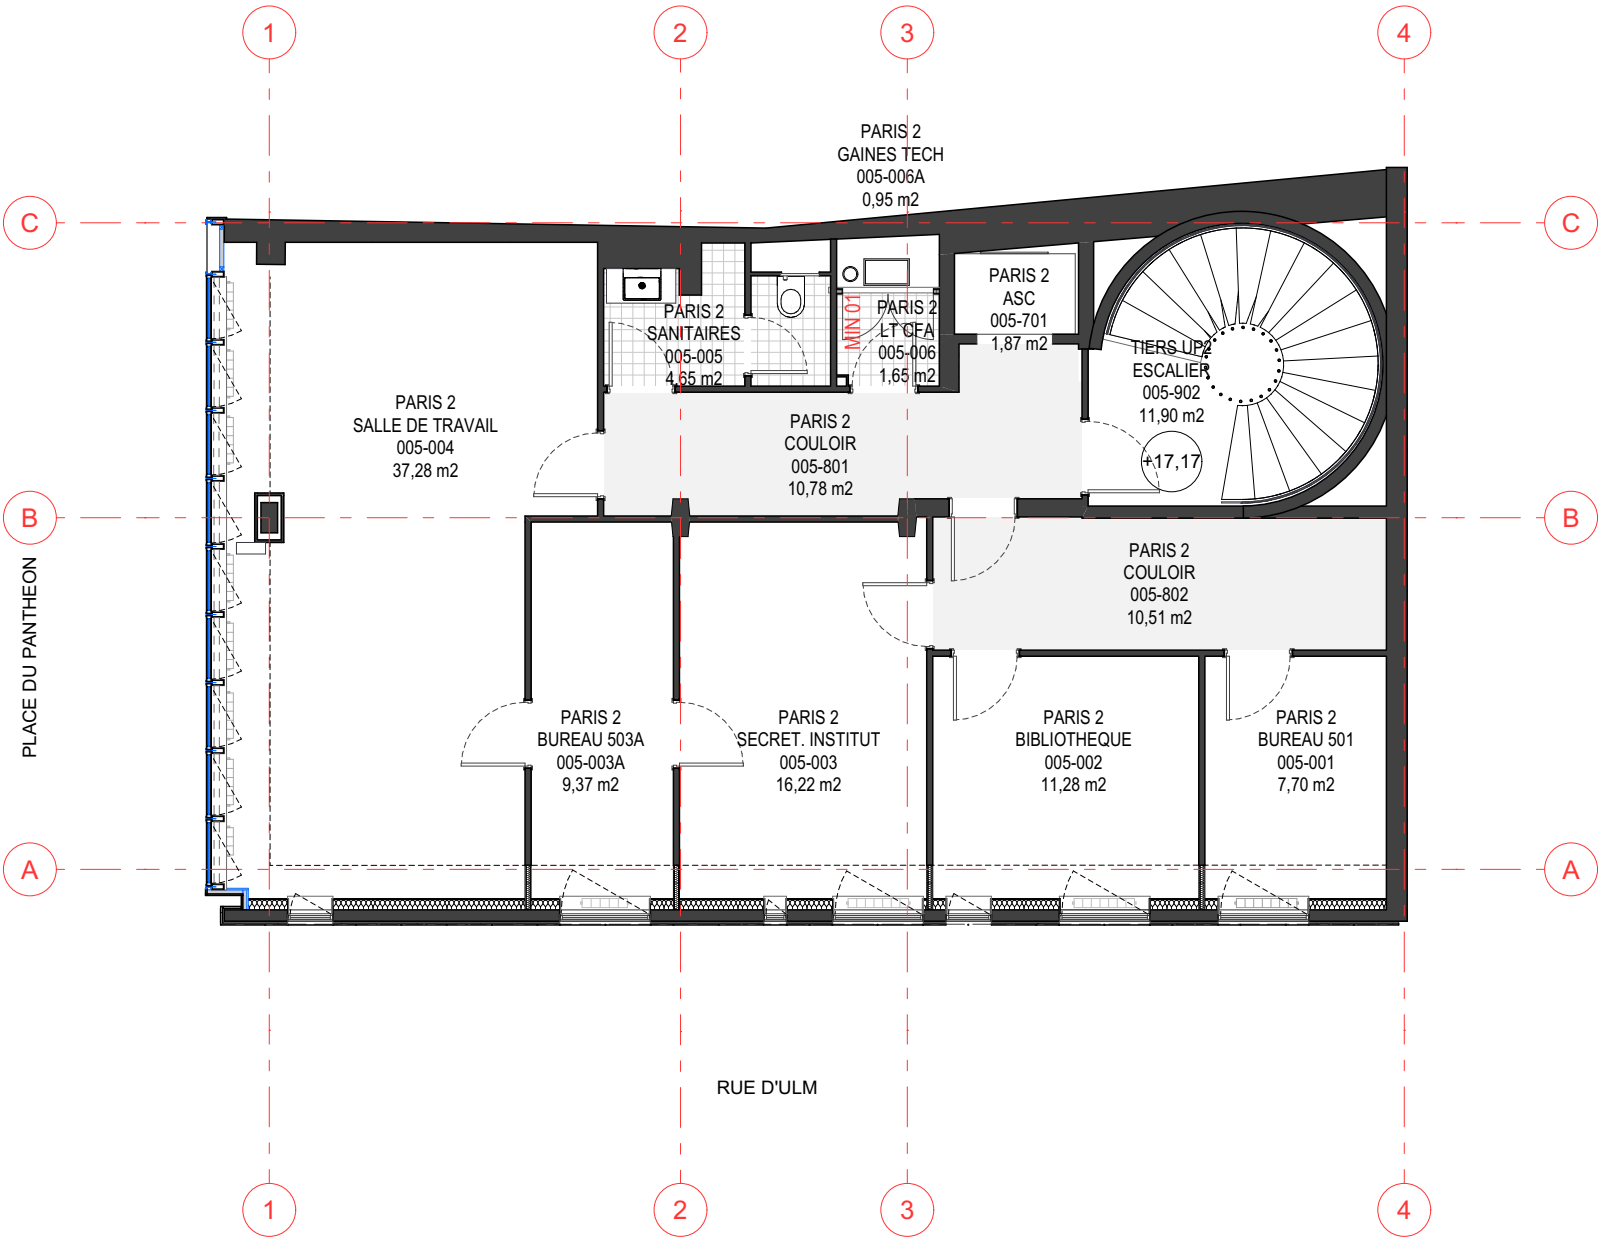 1
2
3
4
PARIS 2
GAINES TECH
005-006A
0,95 m2
C
C
PARIS 2
SANITAIRES
005-005
4,65 m2
MIN 01
PARIS 2
LT CFA
005-006
1,65 m2
PARIS 2
ASC
005-701
1,87 m2
TIERS UP2
ESCALIER
005-902
11,90 m2
+17,17
PARIS 2
SALLE DE TRAVAIL
005-004
37,28 m2
PARIS 2
COULOIR
005-801
10,78 m2
B
B
PLACE DU PANTHEON
PARIS 2
COULOIR
005-802
10,51 m2
PARIS 2
BUREAU 503A
005-003A
9,37 m2
PARIS 2
SECRET. INSTITUT
005-003
16,22 m2
PARIS 2
BIBLIOTHEQUE
005-002
11,28 m2
PARIS 2
BUREAU 501
005-001
7,70 m2
A
A
RUE D'ULM
1
2
3
4